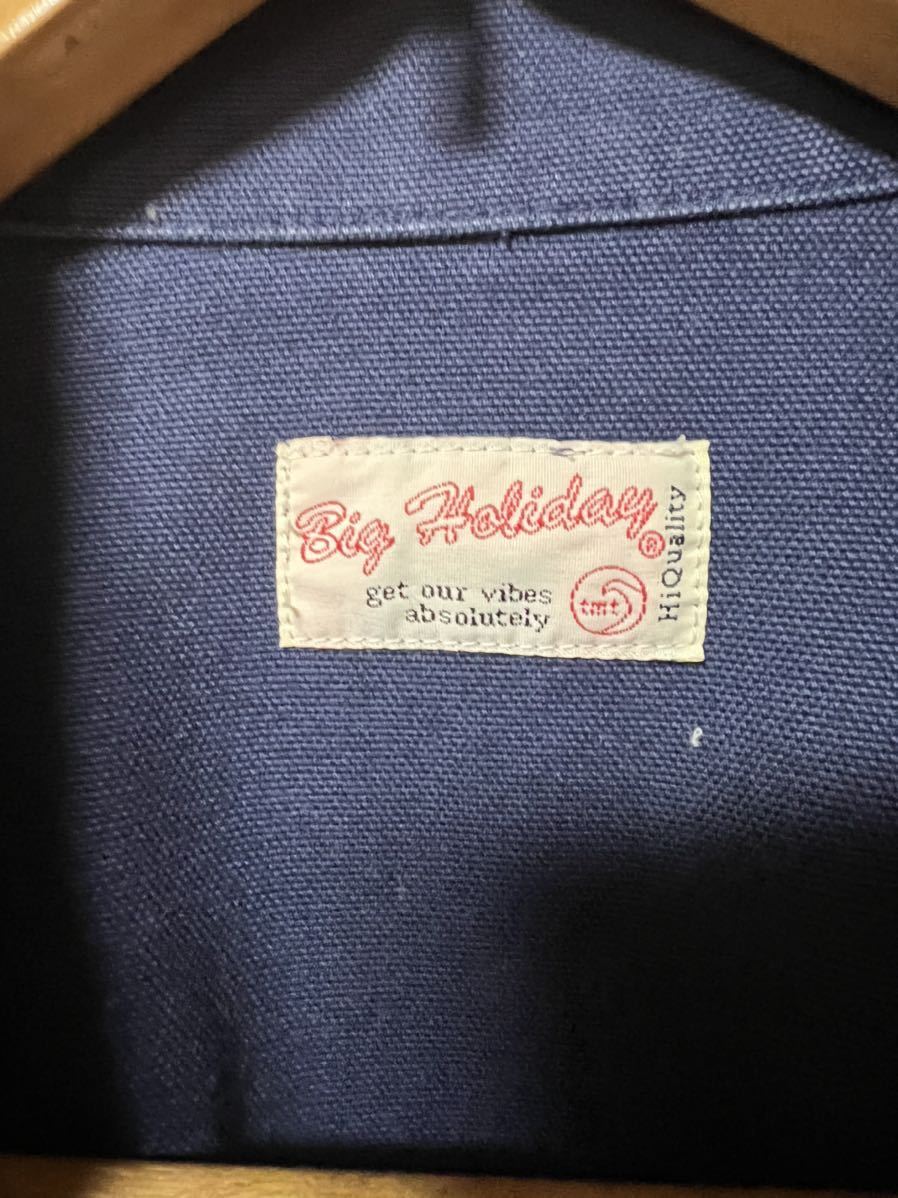 Big Holiday®
get our vibes
absolutely
tmt
HiQuality